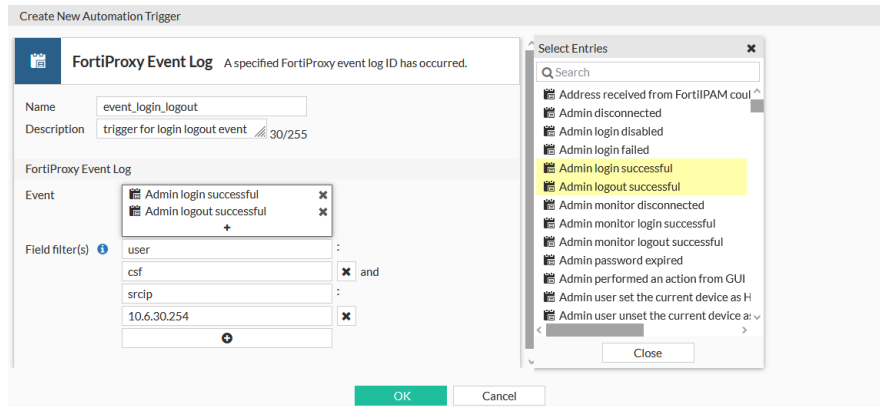 Create New Automation Trigger
FortiProxy Event Log A specified FortiProxy event log ID has occurred.
Name event_login_logout
Description trigger for login logout event 30/255
FortiProxy Event Log
Event Admin login successful
Admin logout successful
Field filter(s) user :
csf and
srcip :
10.6.30.254
OK Cancel
Select Entries
Search
Address received from FortiIPAM coul
Admin disconnected
Admin login disabled
Admin login failed
Admin login successful
Admin logout successful
Admin monitor disconnected
Admin monitor login successful
Admin monitor logout successful
Admin password expired
Admin performed an action from GUI
Admin user set the current device as H
Admin user unset the current device a
Close